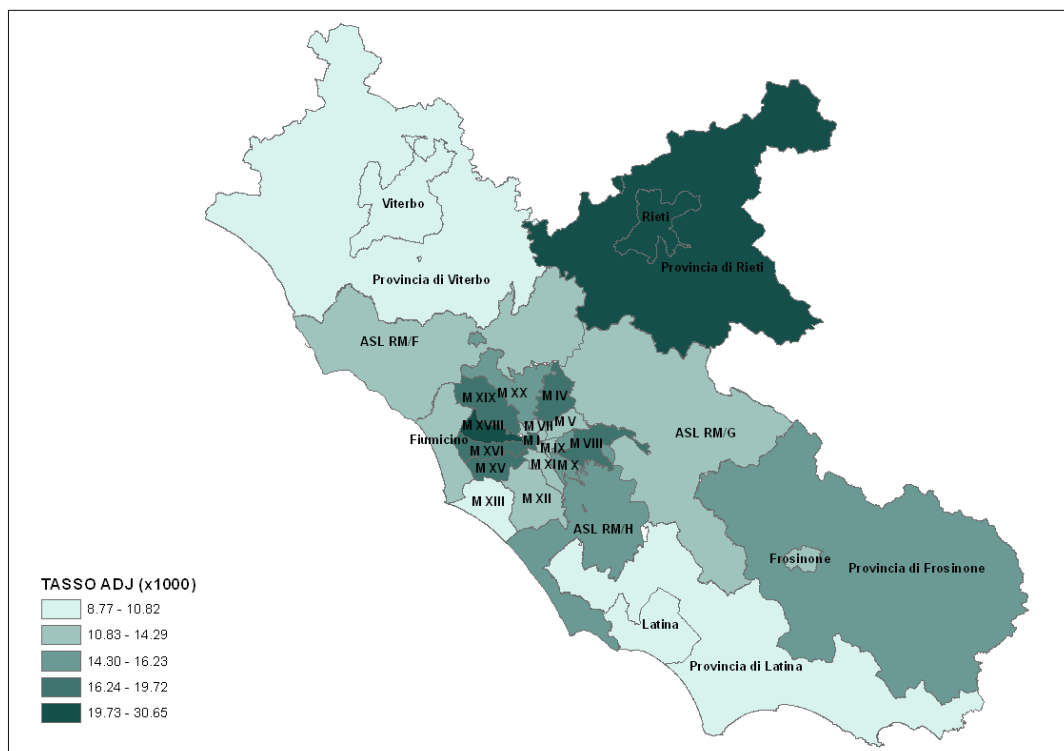 Viterbo
Rieti
Provincia di Rieti
Provincia di Viterbo
ASL RM/F
M XX
M XIX
M IV
M XVIII
M VII
M V
Fiumicino
M I
M IX
M VIII
ASL RM/G
M XVI
M XI
M X
M XV
M XIII
M XII
ASL RM/H
Frosinone
Provincia di Frosinone
Latina
Provincia di Latina
TASSO ADJ (x1000)
8.77 - 10.82
10.83 - 14.29
14.30 - 16.23
16.24 - 19.72
19.73 - 30.65